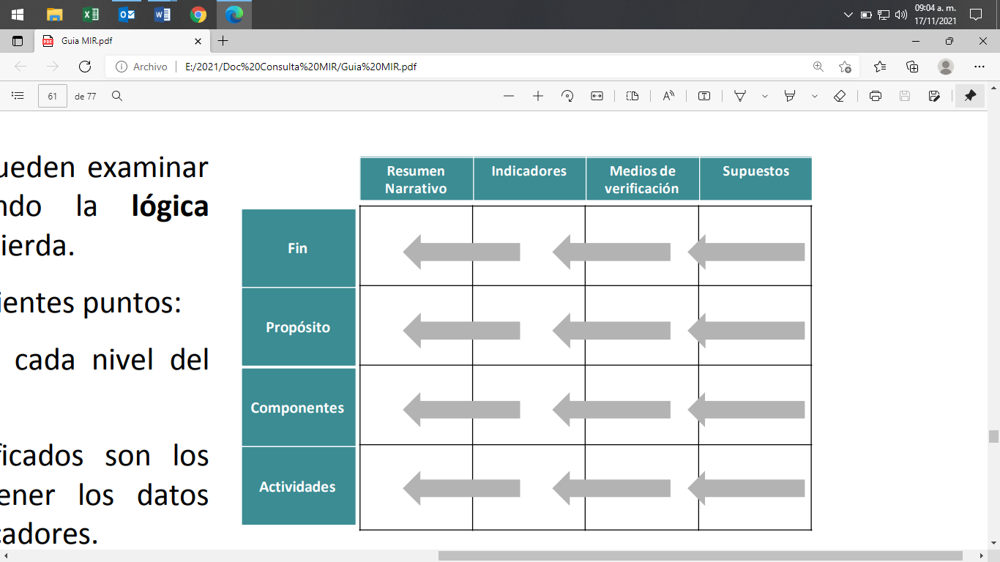 09:04 a. m.
17/11/2021
Guia MIR.pdf
Archivo
E:/2021/Doc%20Consulta%20MIR/Guia%20MIR.pdf
61
de 77
ueden examinar
ndo la lógica
ierda.
ientes puntos:
cada nivel del
ficados son los
ener los datos
cadores.
Resumen
Narrativo
Indicadores
Medios de
verificación
Supuestos
Fin
Propósito
Componentes
Actividades